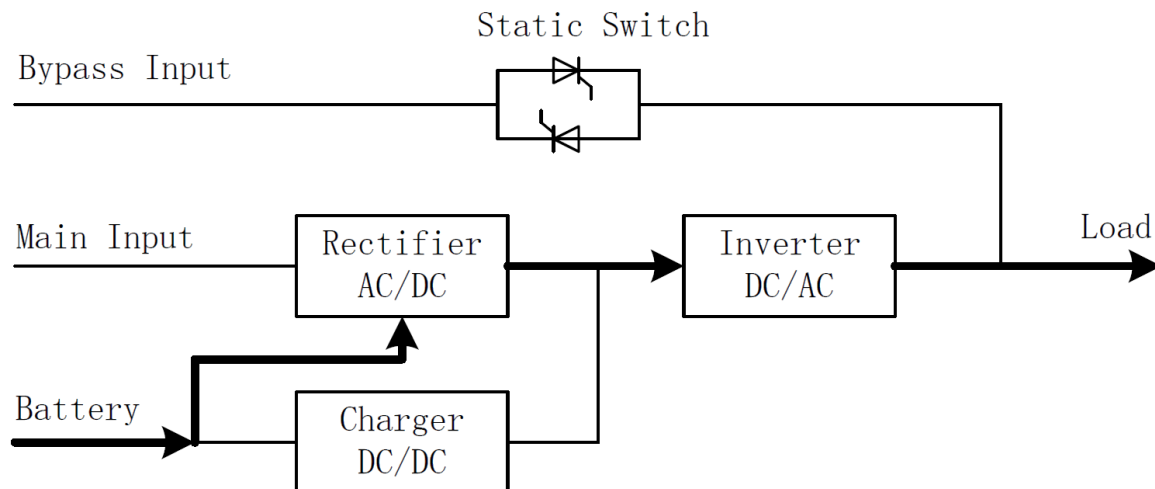 Static Switch
Bypass Input
Main Input
Rectifier
AC/DC
Inverter
DC/AC
Load
Battery
Charger
DC/DC